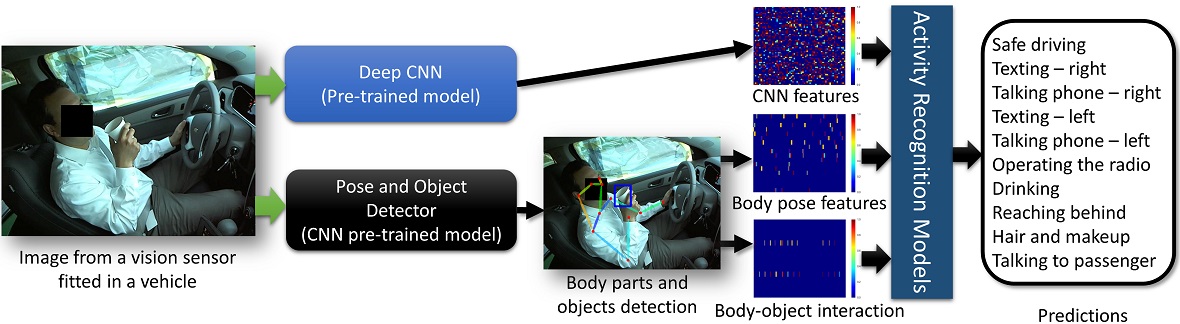 Image from a vision sensor
fitted in a vehicle
Deep CNN
(Pre-trained model)
Pose and Object
Detector
(CNN pre-trained model)
Body parts and
objects detection
CNN features
Body pose features
Body-object interaction
Activity Recognition Models
Safe driving
Texting – right
Talking phone – right
Texting – left
Talking phone – left
Operating the radio
Drinking
Reaching behind
Hair and makeup
Talking to passenger
Predictions